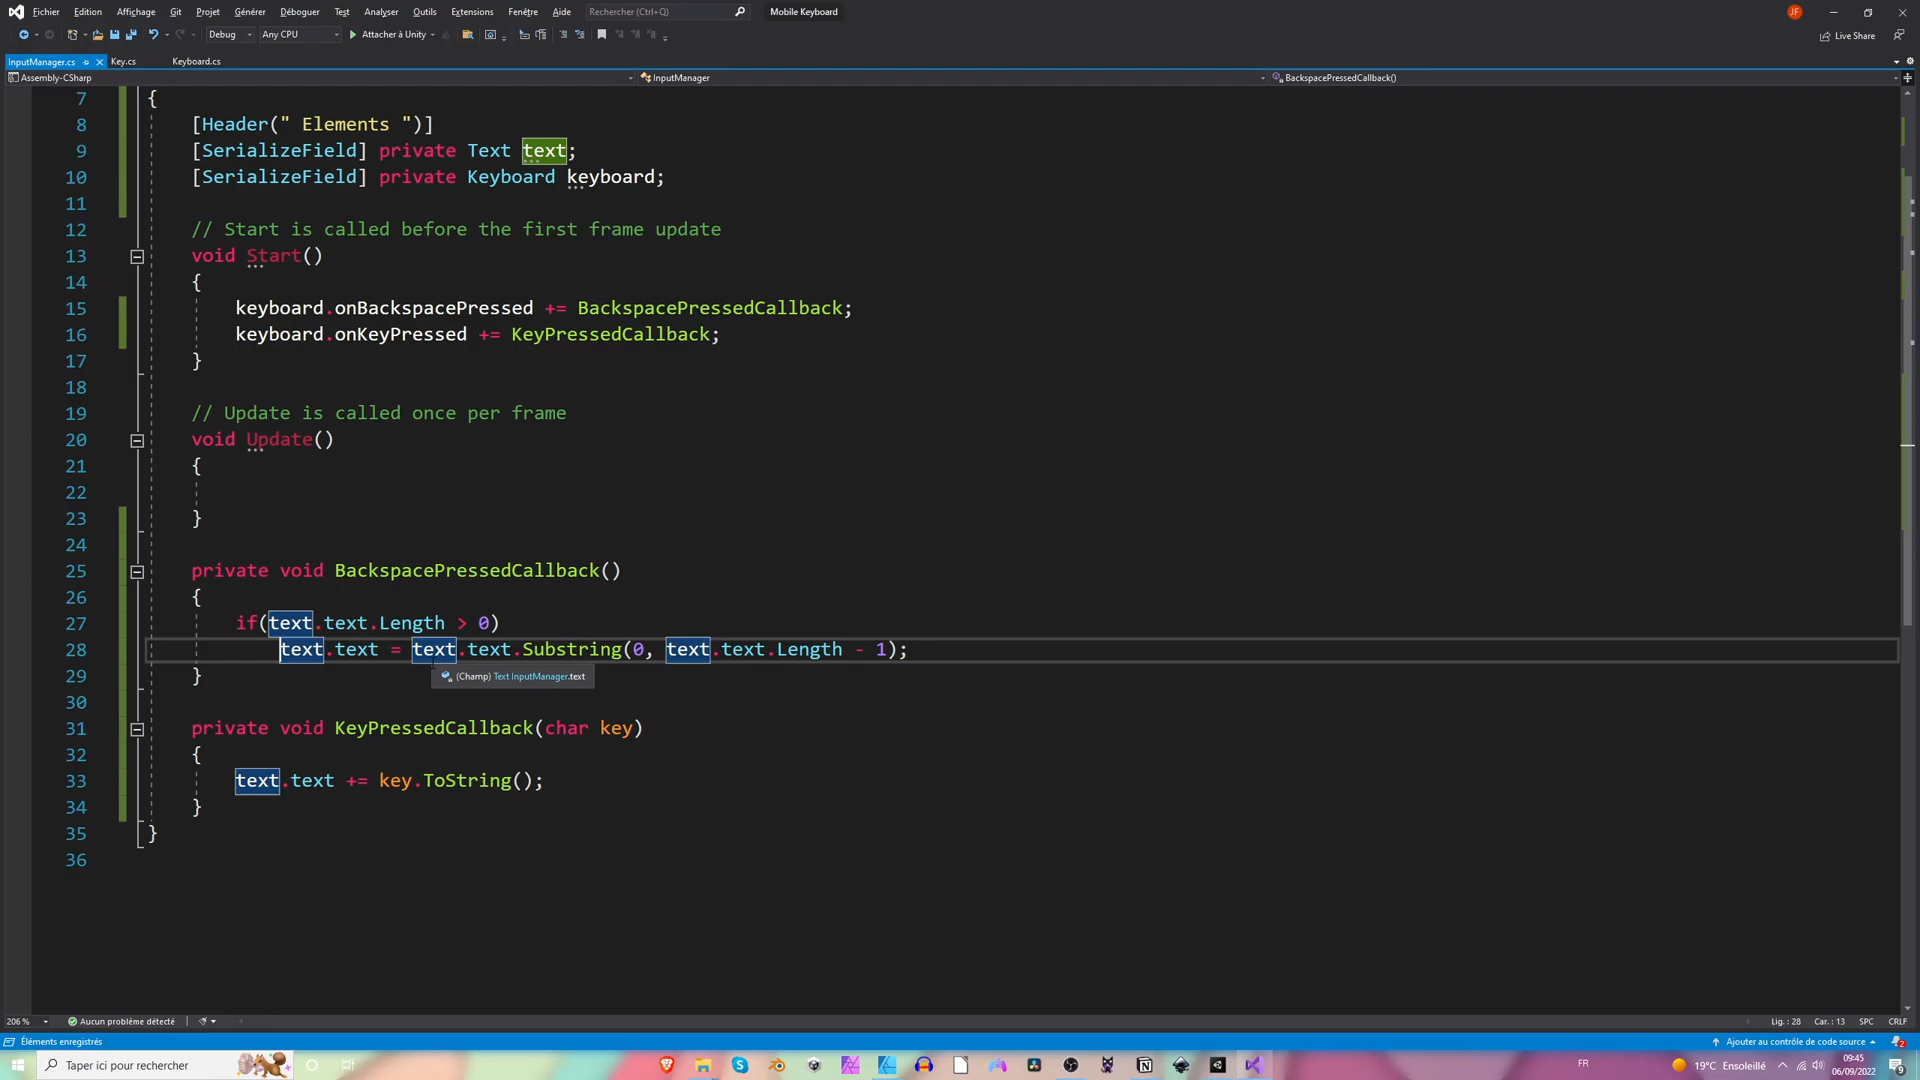 Fichier Edition Affichage Git Projet Générer Déboguer Test Analyser Outils Extensions Fenêtre Aide Rechercher (Ctrl+Q) Mobile Keyboard JF
Debug Any CPU Attacher à Unity Live Share
InputManager.cs Key.cs Keyboard.cs
Assembly-CSharp InputManager BackspacePressedCallback()
7 {
8 [Header(" Elements ")]
9 [SerializeField] private Text text;
10 [SerializeField] private Keyboard keyboard;
11
12 // Start is called before the first frame update
13 void Start()
14 {
15 keyboard.onBackspacePressed += BackspacePressedCallback;
16 keyboard.onKeyPressed += KeyPressedCallback;
17 }
18
19 // Update is called once per frame
20 void Update()
21 {
22
23 }
24
25 private void BackspacePressedCallback()
26 {
27 if(text.text.Length > 0)
28 text.text = text.text.Substring(0, text.text.Length - 1);
29 }
(Champ) Text InputManager.text
30
31 private void KeyPressedCallback(char key)
32 {
33 text.text += key.ToString();
34 }
35 }
36
206 % Aucun problème détecté Lig. : 28 Car. : 13 SPC CRLF
Éléments enregistrés Ajouter au contrôle de code source 2
Taper ici pour rechercher FR 19°C Ensoleillé 09:45
06/09/2022 9